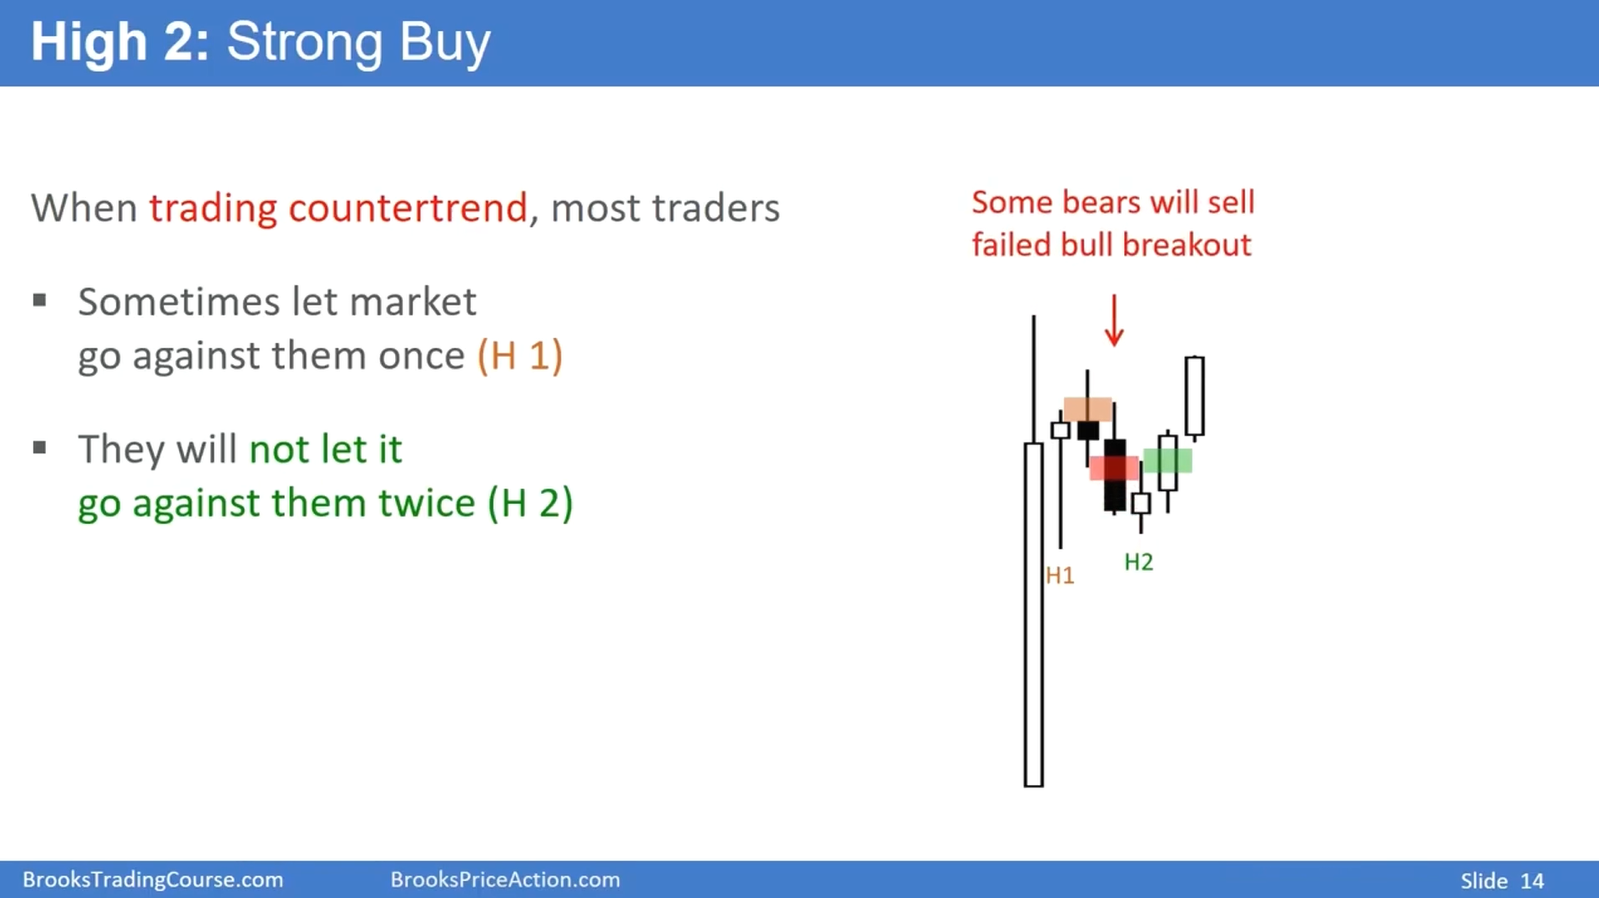 High 2: Strong Buy
When trading countertrend, most traders
▪ Sometimes let market
go against them once (H 1)
▪ They will not let it
go against them twice (H 2)
Some bears will sell
failed bull breakout
H1
H2
BrooksTradingCourse.com
BrooksPriceAction.com
Slide 14